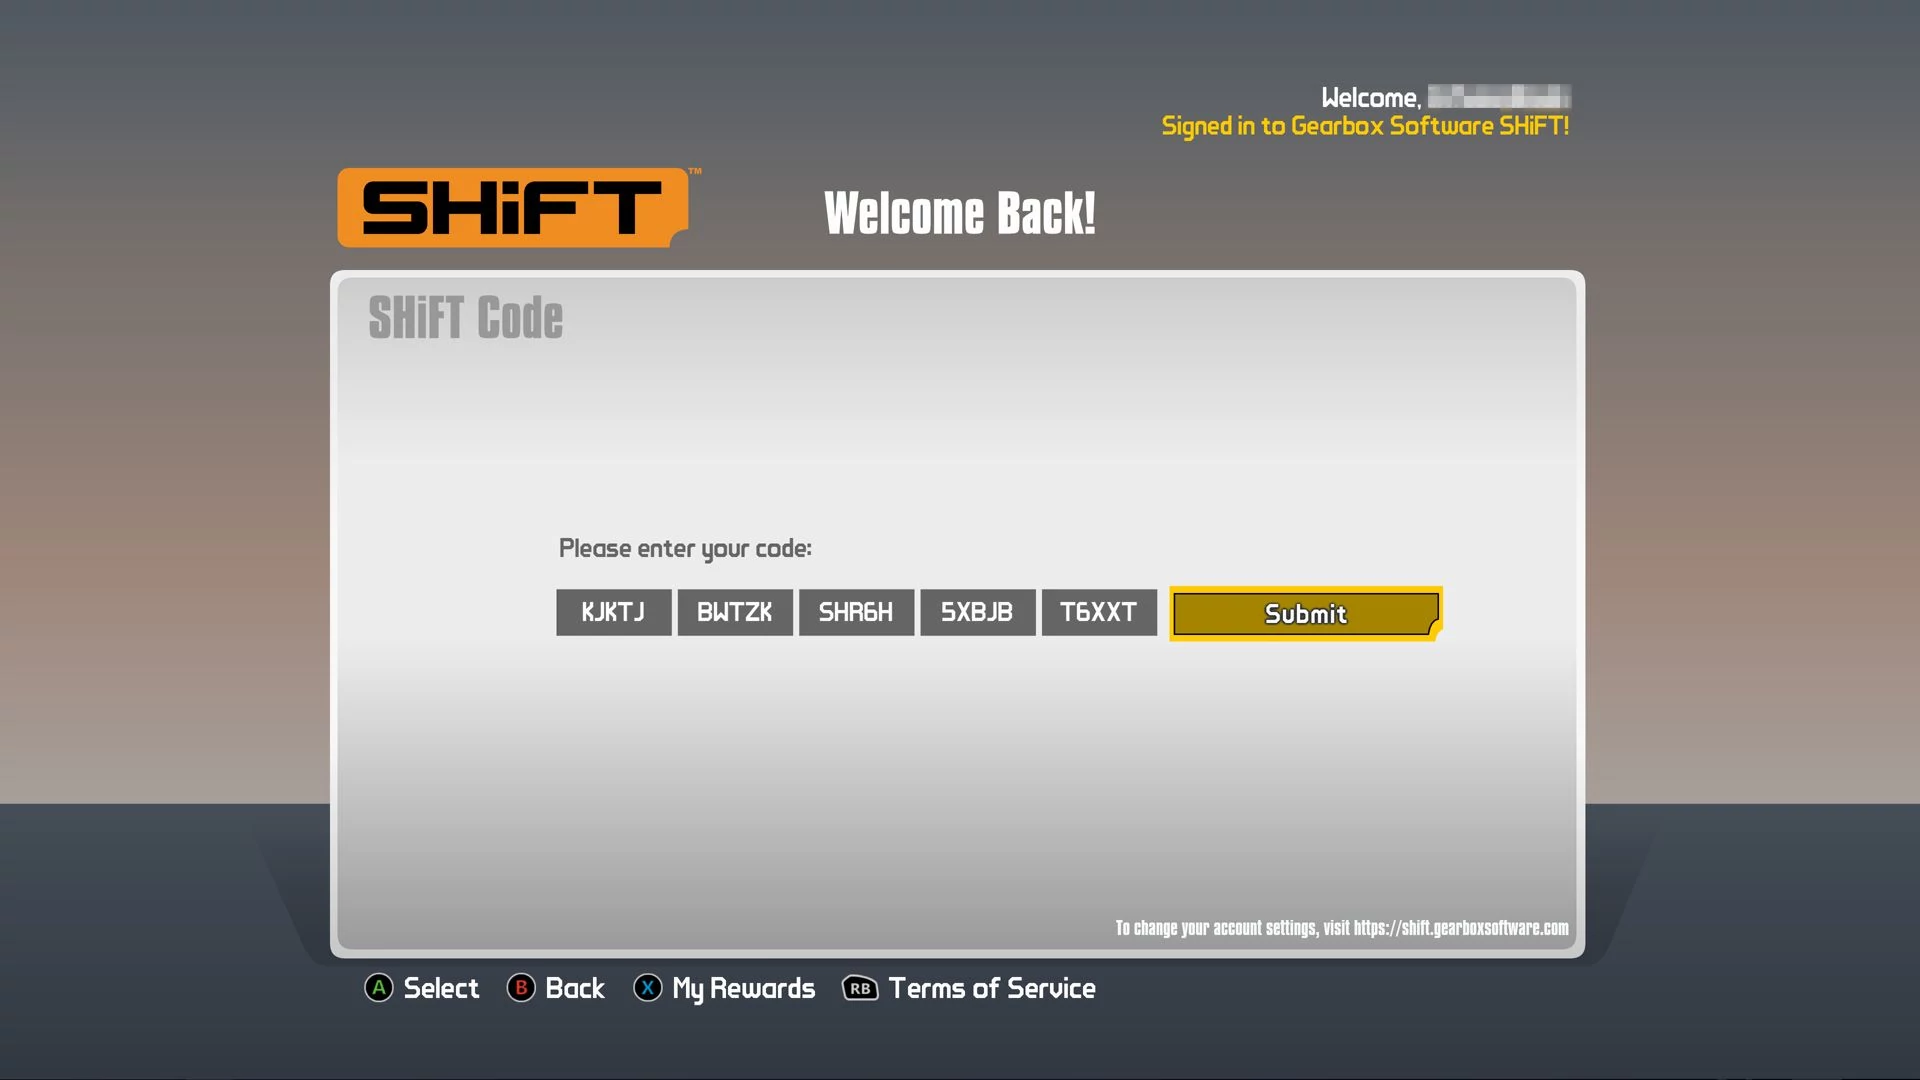 Welcome,
Signed in to Gearbox Software SHiFT!
SHiFT™
Welcome Back!
SHiFT Code
Please enter your code:
KJKTJ BWTZK SHR6H 5XBJB T6XXT Submit
To change your account settings, visit https://shift.gearboxsoftware.com
A Select B Back X My Rewards RB Terms of Service